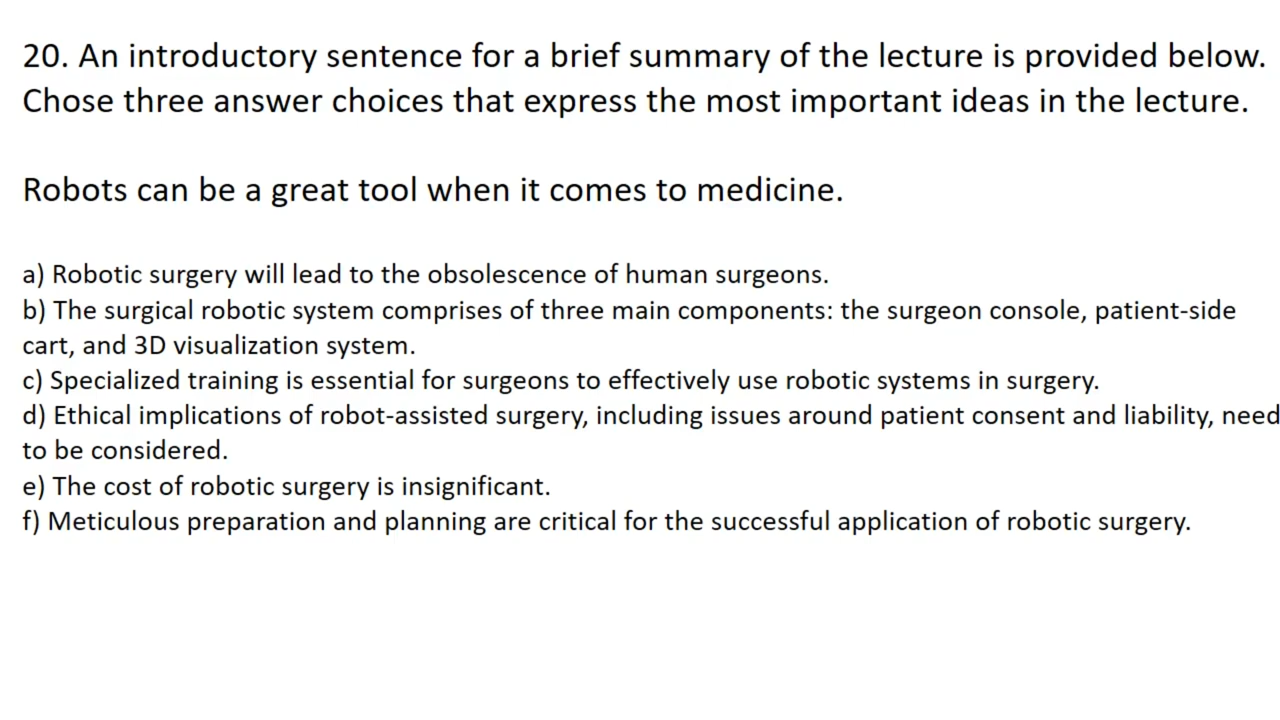 20. An introductory sentence for a brief summary of the lecture is provided below.
Chose three answer choices that express the most important ideas in the lecture.
Robots can be a great tool when it comes to medicine.
a) Robotic surgery will lead to the obsolescence of human surgeons.
b) The surgical robotic system comprises of three main components: the surgeon console, patient-side
cart, and 3D visualization system.
c) Specialized training is essential for surgeons to effectively use robotic systems in surgery.
d) Ethical implications of robot-assisted surgery, including issues around patient consent and liability, need
to be considered.
e) The cost of robotic surgery is insignificant.
f) Meticulous preparation and planning are critical for the successful application of robotic surgery.